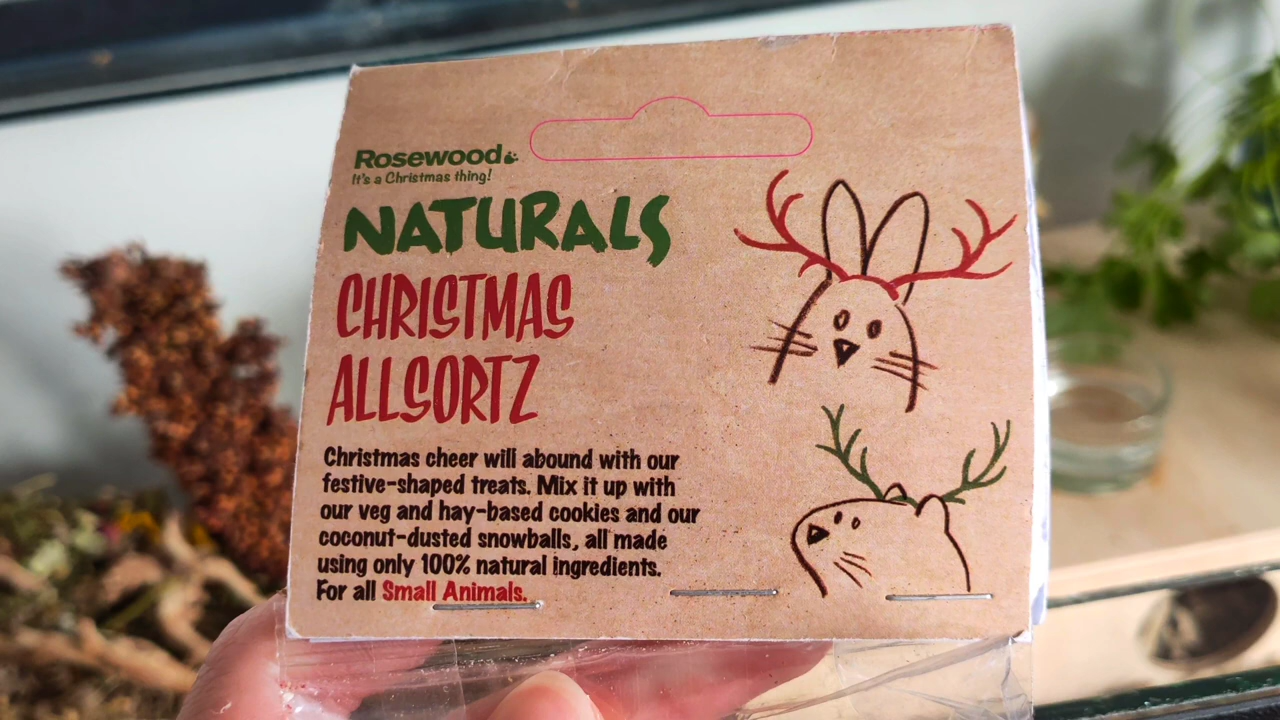 Rosewood
It's a Christmas thing!
NATURALS
CHRISTMAS
ALLSORTZ
Christmas cheer will abound with our
festive-shaped treats. Mix it up with
our veg and hay-based cookies and our
coconut-dusted snowballs, all made
using only 100% natural ingredients.
For all Small Animals.